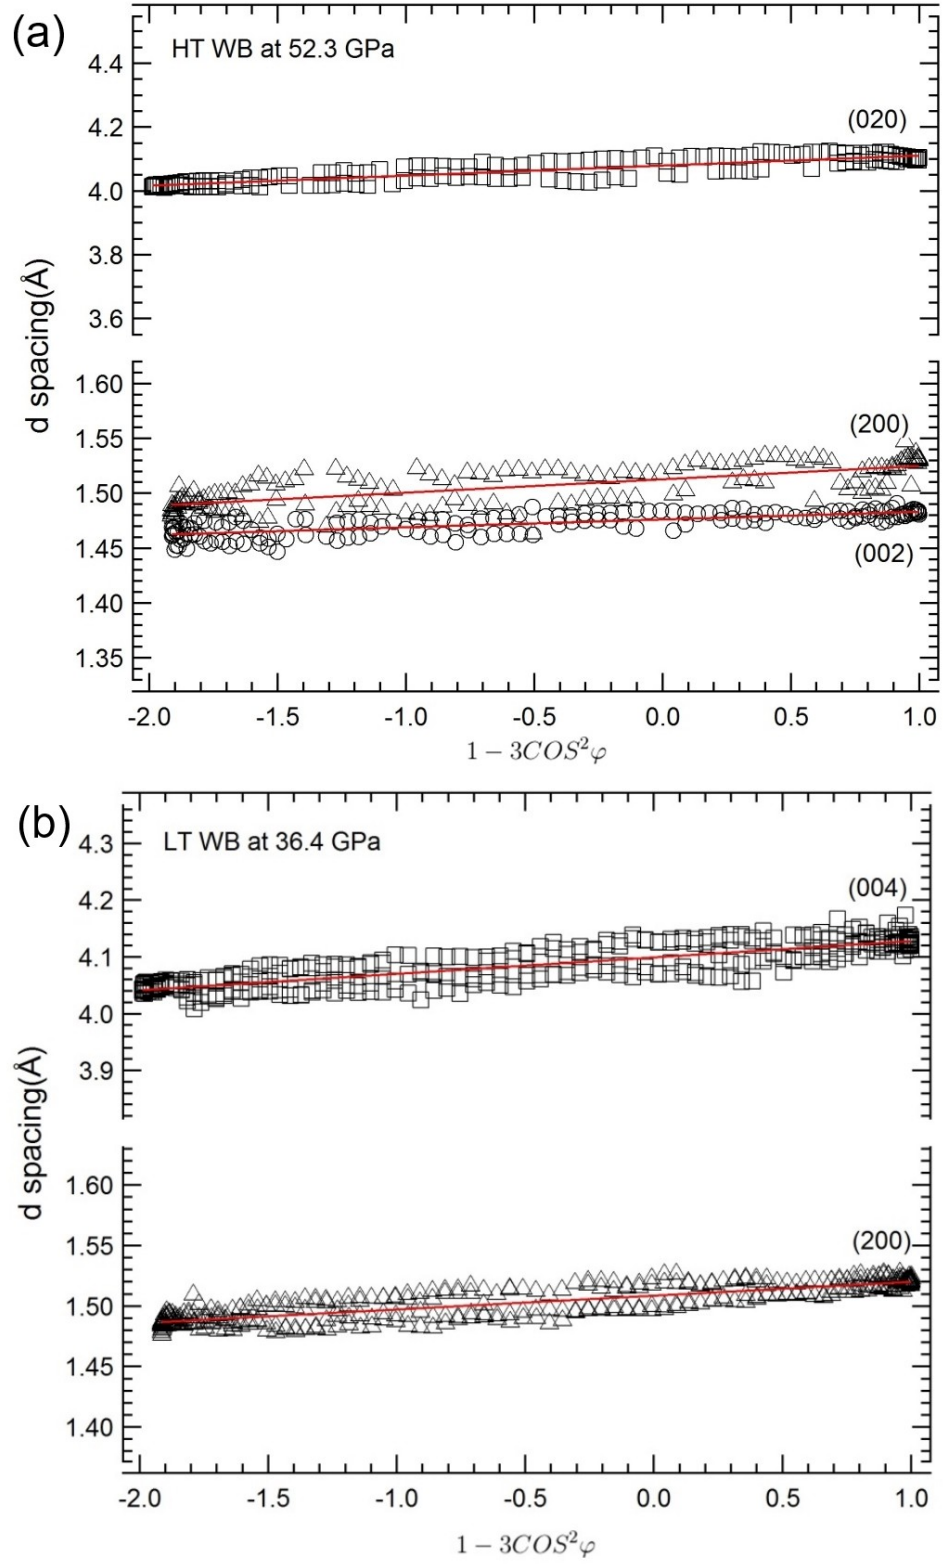 (a)
HT WB at 52.3 GPa
(020)
4.4
4.2
4.0
3.8
3.6
d spacing(Å)
(200)
(002)
1.60
1.55
1.50
1.45
1.40
1.35
-2.0 -1.5 -1.0 -0.5 0.0 0.5 1.0
1 − 3COS²φ
(b)
LT WB at 36.4 GPa
(004)
4.3
4.2
4.1
4.0
3.9
d spacing(Å)
(200)
1.60
1.55
1.50
1.45
1.40
-2.0 -1.5 -1.0 -0.5 0.0 0.5 1.0
1 − 3COS²φ